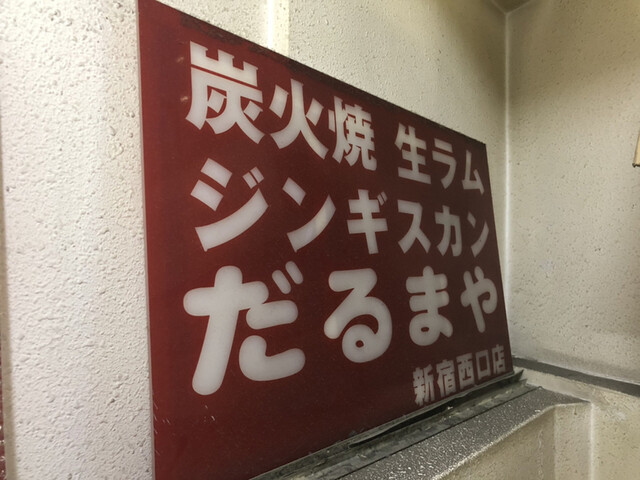 炭火焼 生ラム
ジンギスカン
だるまや
新宿西口店